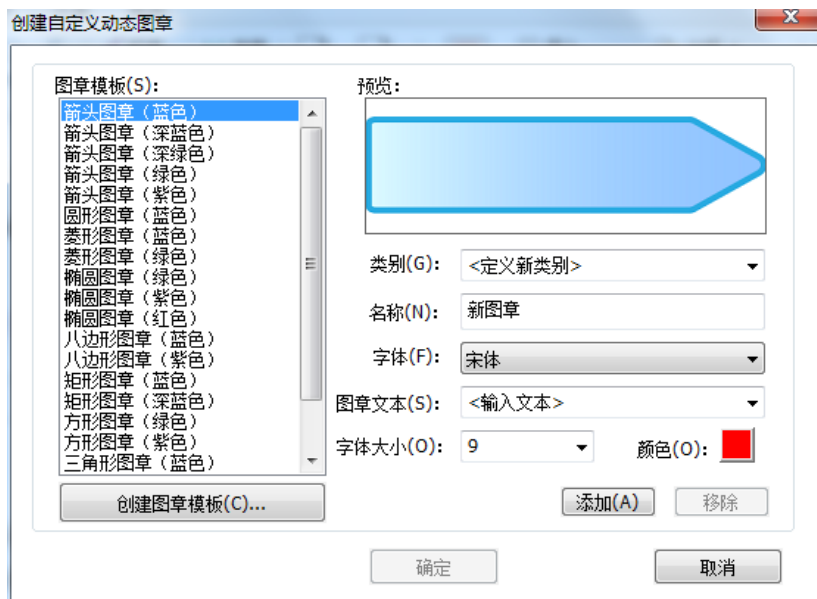 创建自定义动态图章
图章模板(S):
箭头图章（蓝色）
箭头图章（深蓝色）
箭头图章（深绿色）
箭头图章（绿色）
箭头图章（紫色）
圆形图章（蓝色）
菱形图章（蓝色）
菱形图章（绿色）
椭圆图章（绿色）
椭圆图章（紫色）
椭圆图章（红色）
八边形图章（蓝色）
八边形图章（紫色）
矩形图章（蓝色）
矩形图章（深蓝色）
方形图章（绿色）
方形图章（紫色）
三角形图章（蓝色）
创建图章模板(C)...
预览:
类别(G): <定义新类别>
名称(N): 新图章
字体(F): 宋体
图章文本(S): <输入文本>
字体大小(O): 9 颜色(O):
添加(A) 移除
确定 取消